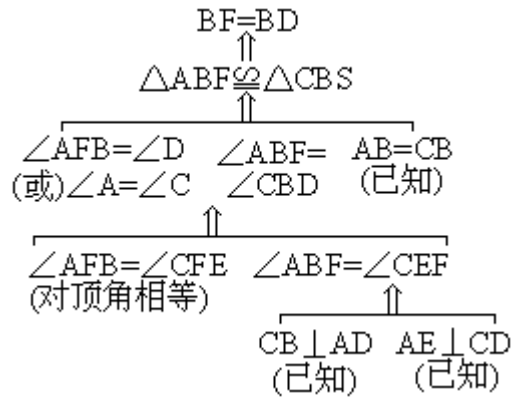 BF=BD
△ABF≌△CBS
∠AFB=∠D ∠ABF= AB=CB
(或)∠A=∠C ∠CBD (已知)
∠AFB=∠CFE ∠ABF=∠CEF
(对顶角相等)
CB⊥AD AE⊥CD
(已知) (已知)